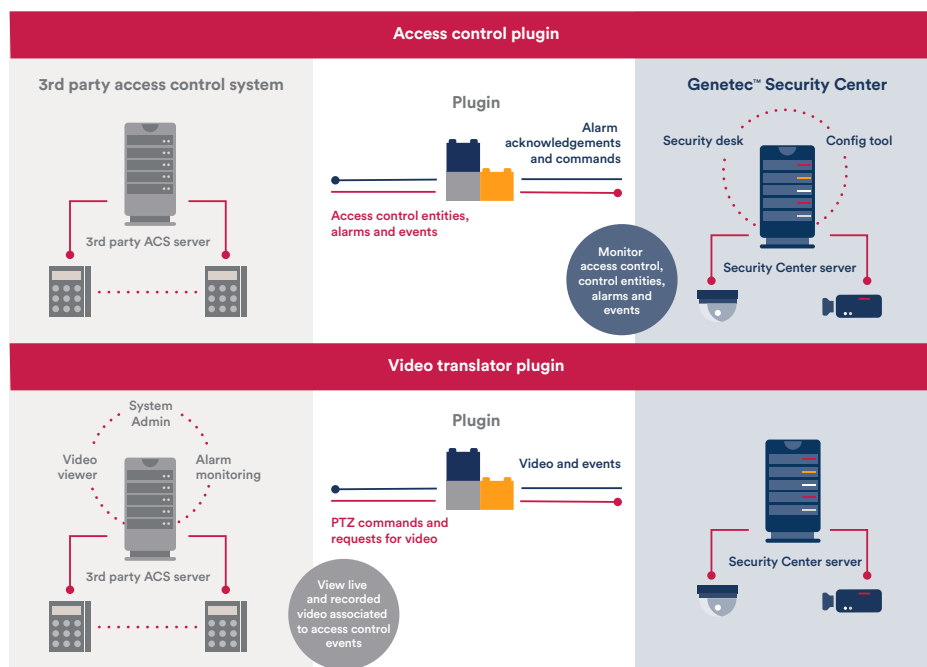 Access control plugin
3rd party access control system
Plugin
Genetec™ Security Center
Alarm
acknowledgements
and commands
Security desk
Config tool
Access control entities,
alarms and events
3rd party ACS server
Monitor
access control,
control entities,
alarms and
events
Security Center server
Video translator plugin
System
Admin
Video
viewer
Alarm
monitoring
Plugin
Video and events
PTZ commands and
requests for video
3rd party ACS server
View live
and recorded
video associated
to access control
events
Security Center server